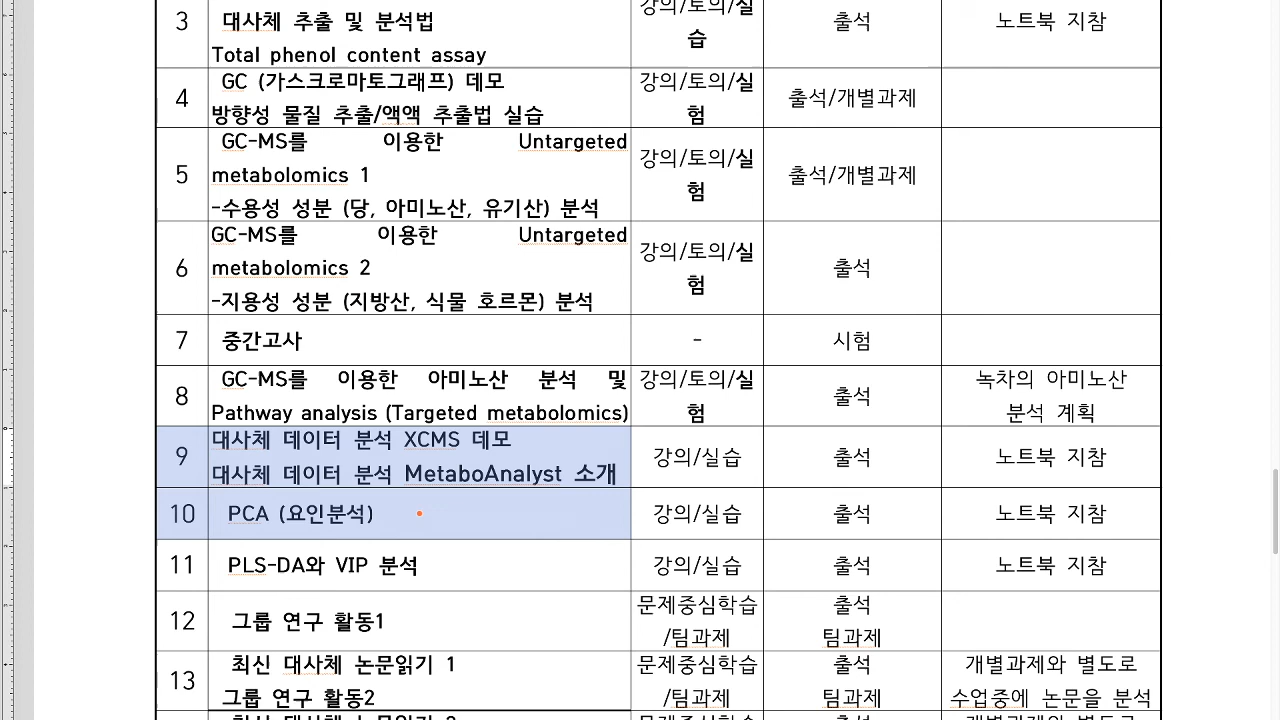 강의/토의/실
3 대사체 추출 및 분석법 출석 노트북 지참
습
Total phenol content assay
GC (가스크로마토그래프) 데모 강의/토의/실
4 출석/개별과제
방향성 물질 추출/액액 추출법 실습 험
GC-MS를 이용한 Untargeted
강의/토의/실
5 metabolomics 1 출석/개별과제
험
-수용성 성분 (당, 아미노산, 유기산) 분석
GC-MS를 이용한 Untargeted
강의/토의/실
6 metabolomics 2 출석
험
-지용성 성분 (지방산, 식물 호르몬) 분석
7 중간고사 - 시험
GC-MS를 이용한 아미노산 분석 및 강의/토의/실 녹차의 아미노산
8 출석
Pathway analysis (Targeted metabolomics) 험 분석 계획
대사체 데이터 분석 XCMS 데모
9 강의/실습 출석 노트북 지참
대사체 데이터 분석 MetaboAnalyst 소개
10 PCA (요인분석) 강의/실습 출석 노트북 지참
11 PLS-DA와 VIP 분석 강의/실습 출석 노트북 지참
문제중심학습 출석
12 그룹 연구 활동1
/팀과제 팀과제
최신 대사체 논문읽기 1 문제중심학습 출석 개별과제와 별도로
13
그룹 연구 활동2 /팀과제 팀과제 수업중에 논문을 분석